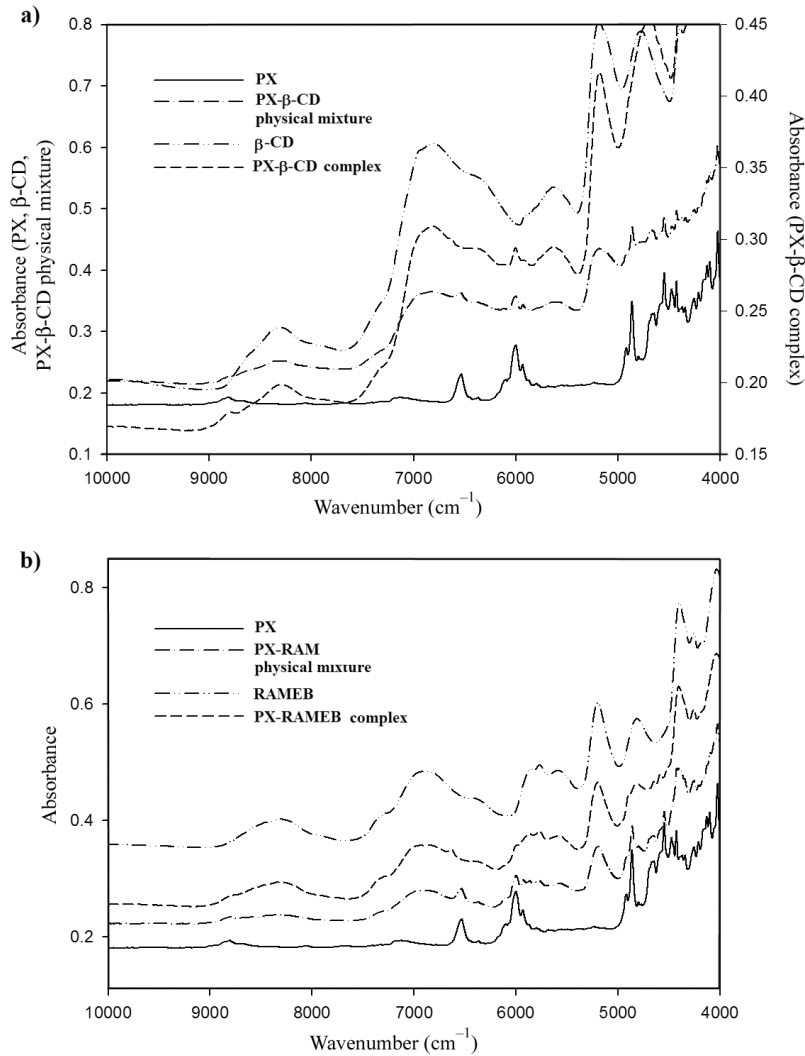 a)
0.8
0.7
0.6
0.5
0.4
0.3
0.2
0.1
0.45
0.40
0.35
0.30
0.25
0.20
0.15
Absorbance (PX, β-CD,
PX-β-CD physical mixture)
Absorbance (PX-β-CD
complex)
PX
PX-β-CD
physical mixture
β-CD
PX-β-CD complex
10000 9000 8000 7000 6000 5000 4000
Wavenumber (cm⁻¹)
b)
0.8
0.6
0.4
0.2
Absorbance
PX
PX-RAM
physical mixture
RAMEB
PX-RAMEB complex
10000 9000 8000 7000 6000 5000 4000
Wavenumber (cm⁻¹)